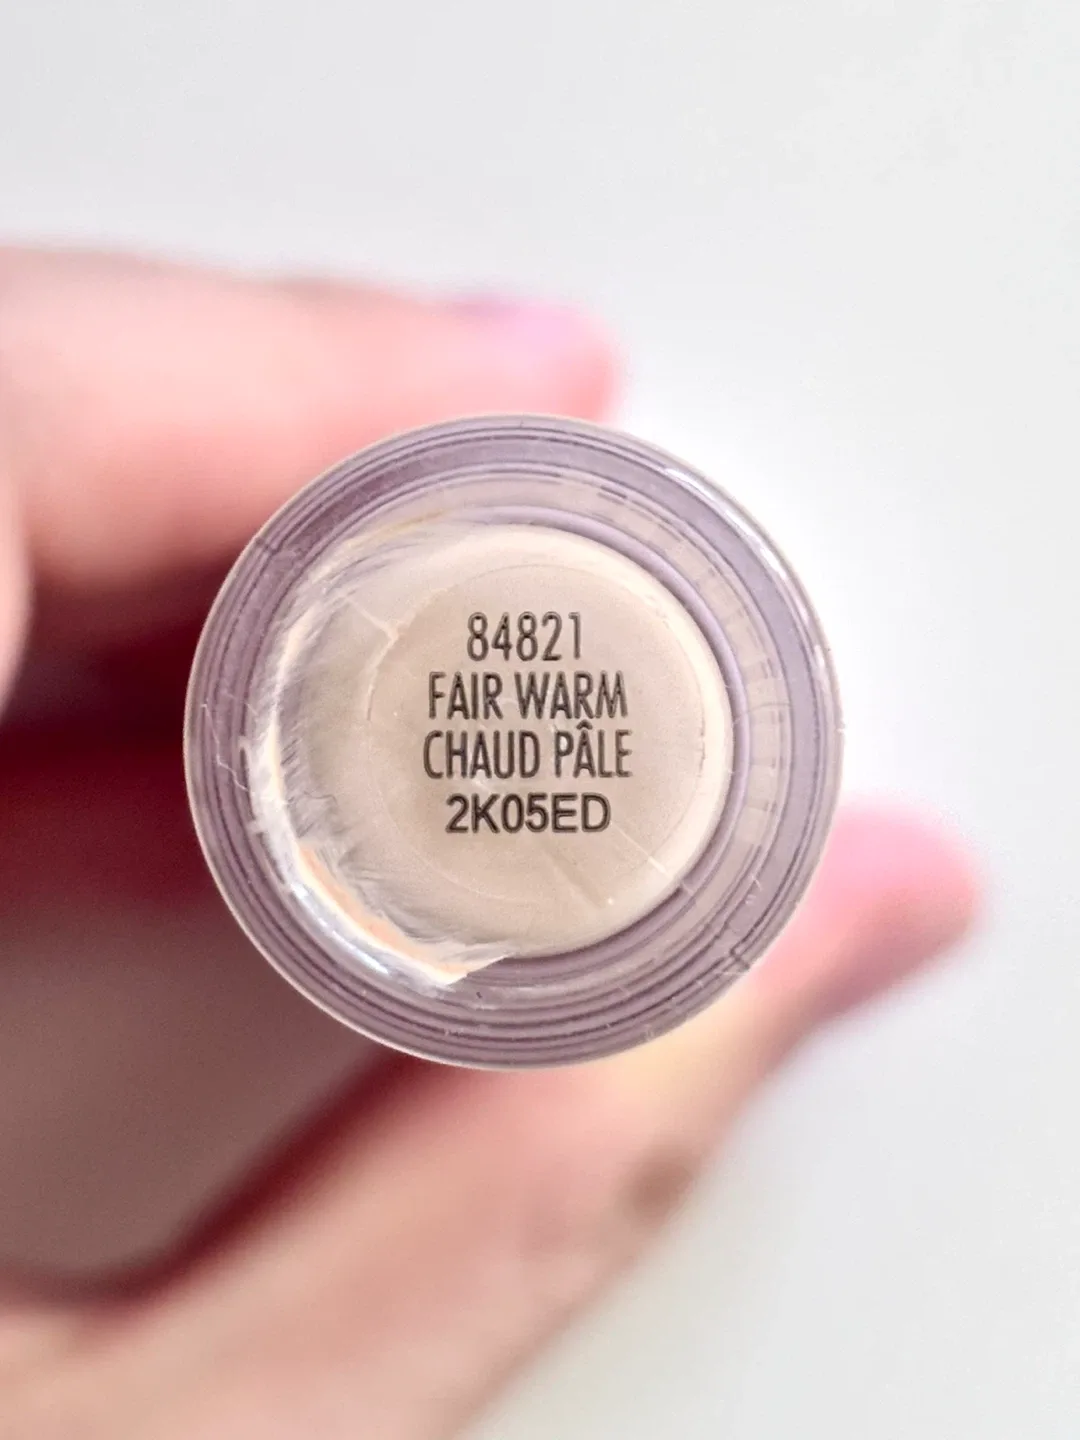 84821
FAIR WARM
CHAUD PÂLE
2K05ED